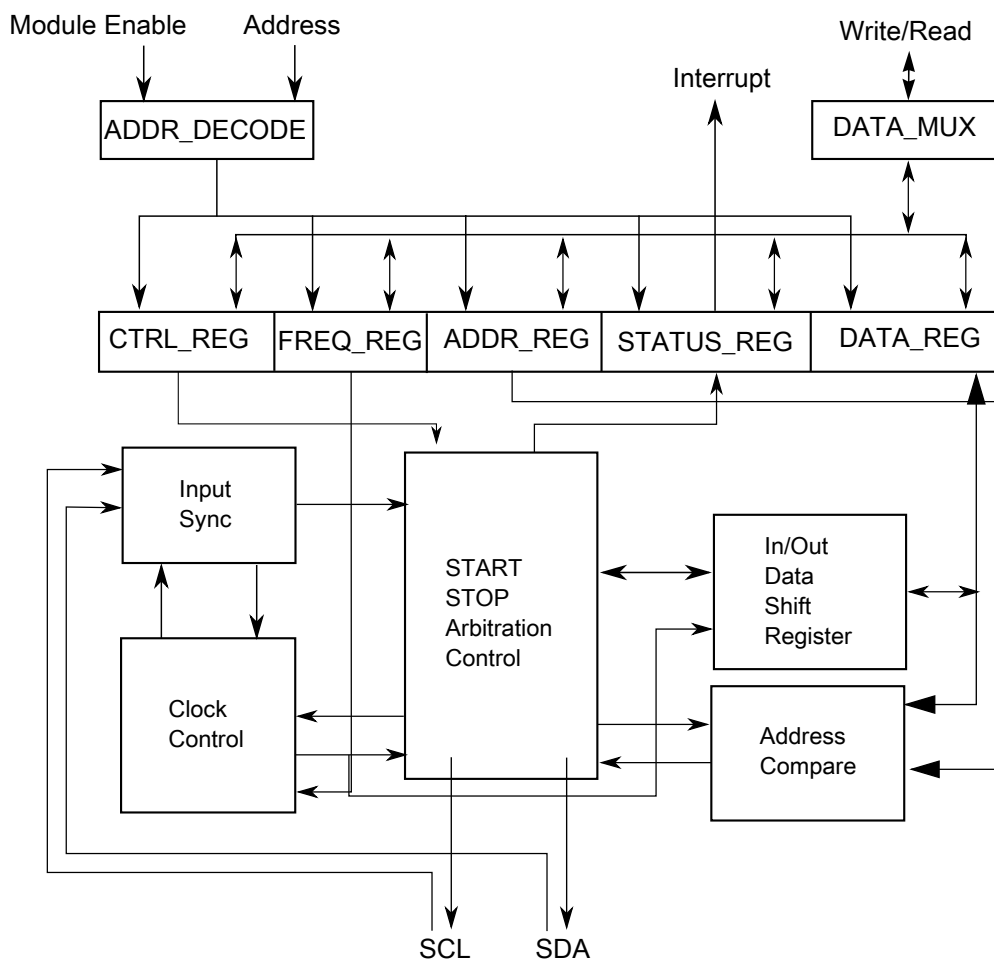 Module Enable
Address
Write/Read
Interrupt
ADDR_DECODE
DATA_MUX
CTRL_REG
FREQ_REG
ADDR_REG
STATUS_REG
DATA_REG
Input
Sync
START
STOP
Arbitration
Control
In/Out
Data
Shift
Register
Clock
Control
Address
Compare
SCL
SDA